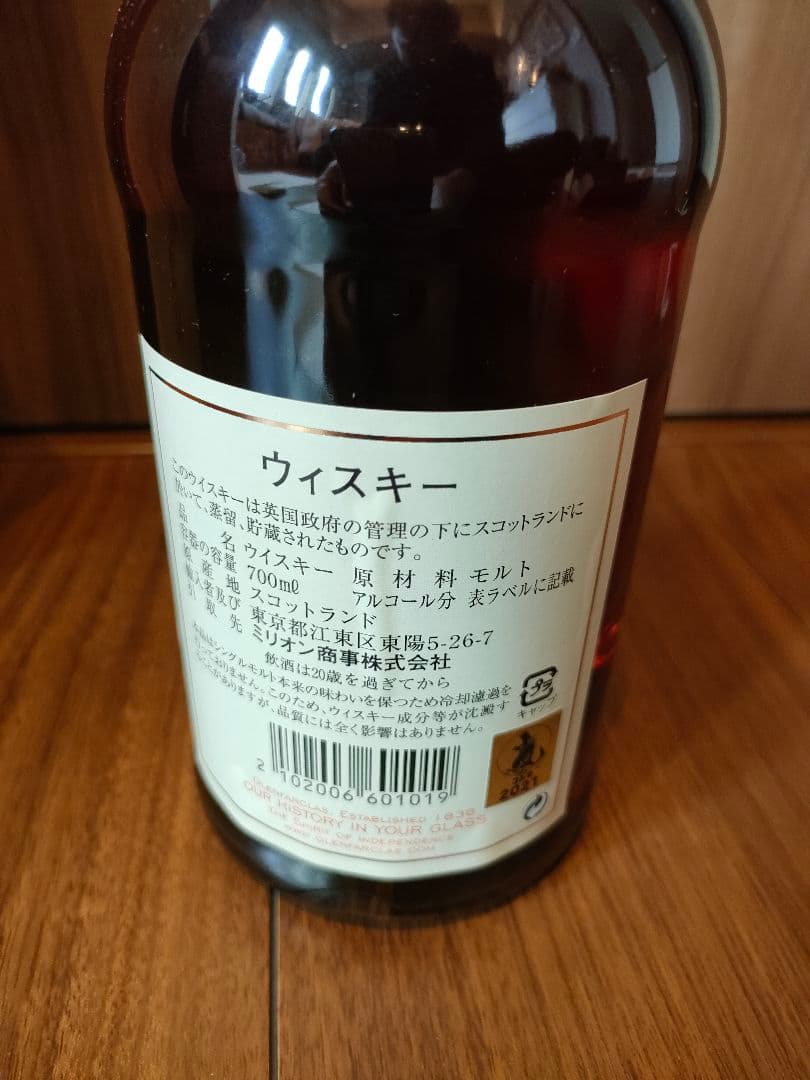 ウィスキー
このウイスキーは英国政府の管理の下にスコットランドに
於いて、蒸留、貯蔵されたものです。
品名 ウイスキー 原材料 モルト
容器の容量 700mℓ アルコール分 表ラベルに記載
原産地 スコットランド
輸入者及び 東京都江東区東陽5-26-7
引取先 ミリオン商事株式会社
飲酒は20歳を過ぎてから
本品はシングルモルト本来の味わいを保つため冷却濾過を
行っておりません。このため、ウィスキー成分等が沈澱す
ることがありますが、品質には全く影響はありません。
プラ
キャップ
2 102006 601019
2021
GLENFARCLAS, ESTABLISHED 1836
OUR HISTORY IN YOUR GLASS
THE SPIRIT OF INDEPENDENCE
WWW.GLENFARCLAS.COM